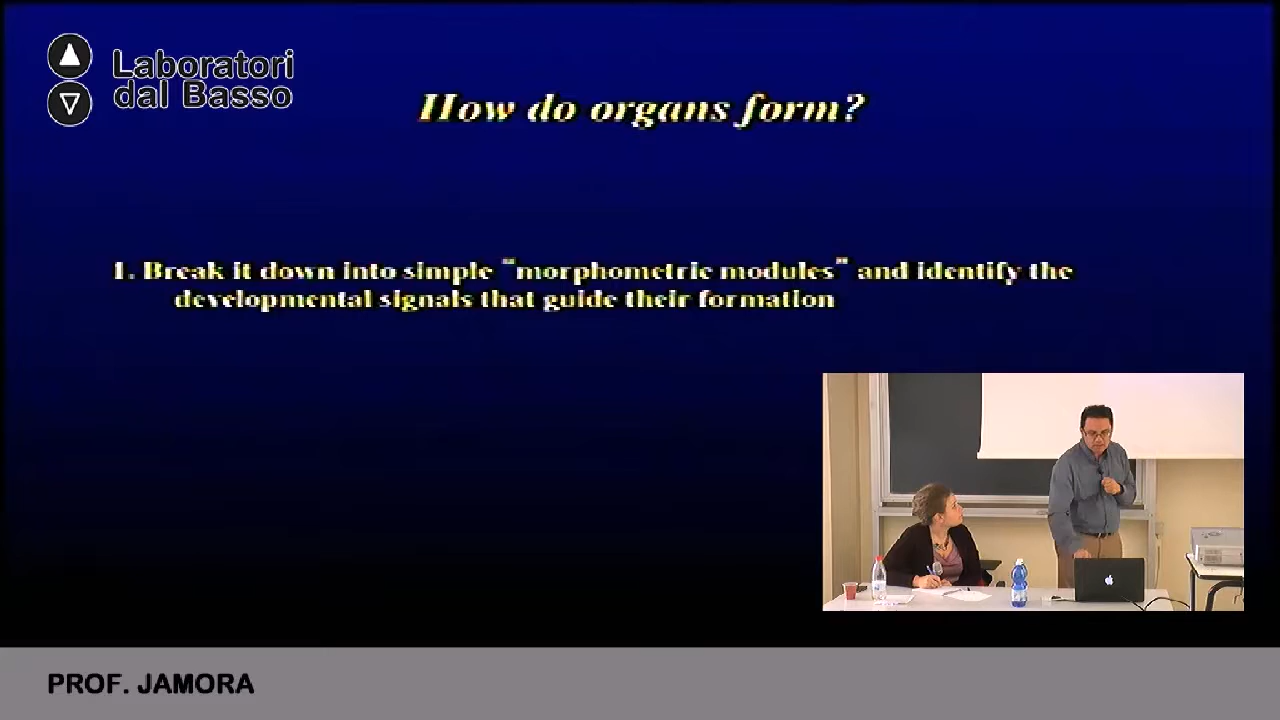 Laboratori
dal Basso
How do organs form?
1. Break it down into simple "morphometric modules" and identify the
developmental signals that guide their formation
PROF. JAMORA